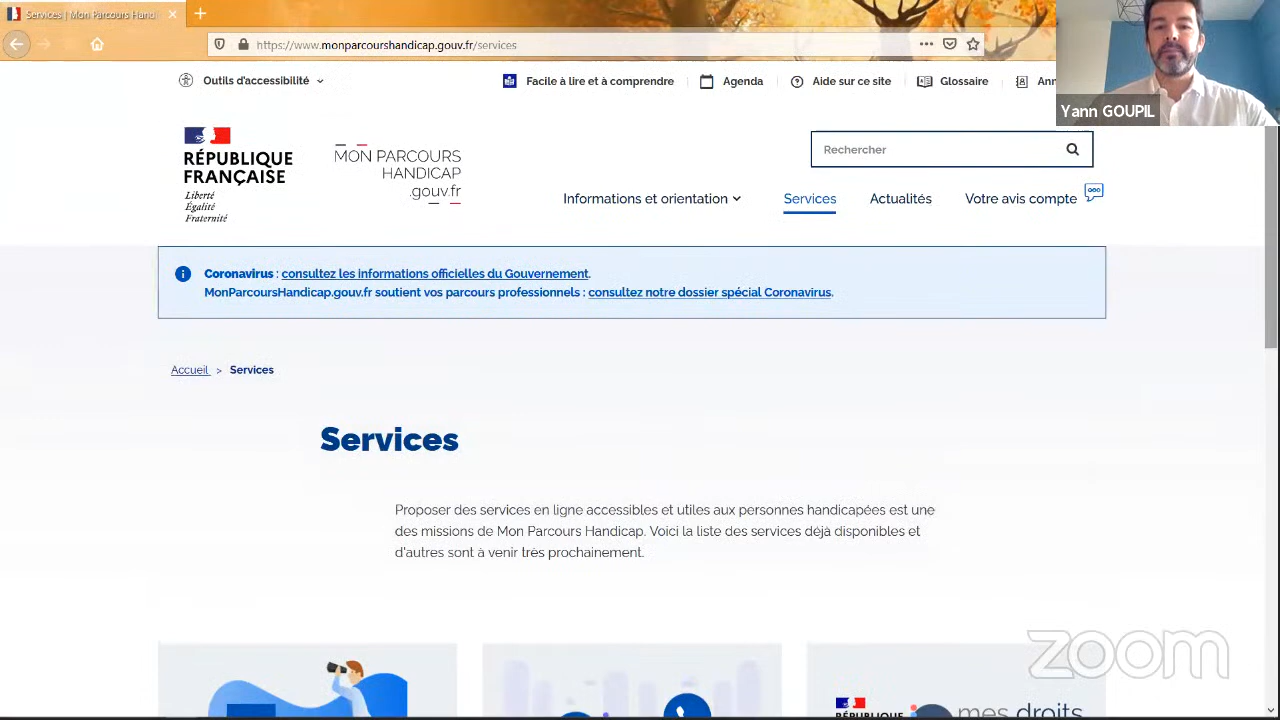 Services | Mon Parcours Hand
https://www.monparcourshandicap.gouv.fr/services
Yann GOUPIL
Outils d'accessibilité
Facile à lire et à comprendre
Agenda
Aide sur ce site
Glossaire
Ann
RÉPUBLIQUE
FRANÇAISE
Liberté
Égalité
Fraternité
MON PARCOURS
HANDICAP
.gouv.fr
Rechercher
Informations et orientation
Services
Actualités
Votre avis compte
Coronavirus : consultez les informations officielles du Gouvernement.
MonParcoursHandicap.gouv.fr soutient vos parcours professionnels : consultez notre dossier spécial Coronavirus.
Accueil > Services
Services
Proposer des services en ligne accessibles et utiles aux personnes handicapées est une
des missions de Mon Parcours Handicap. Voici la liste des services déjà disponibles et
d'autres sont à venir très prochainement.
zoom
RÉPUBLIQUE
mes droits